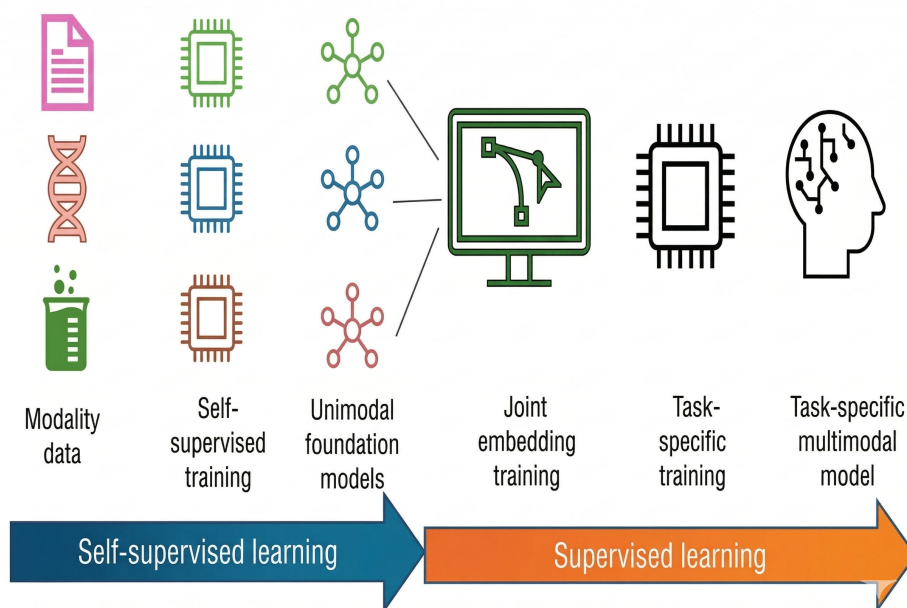 Modality
data
Self-
supervised
training
Unimodal
foundation
models
Joint
embedding
training
Task-
specific
training
Task-specific
multimodal
model
Self-supervised learning
Supervised learning